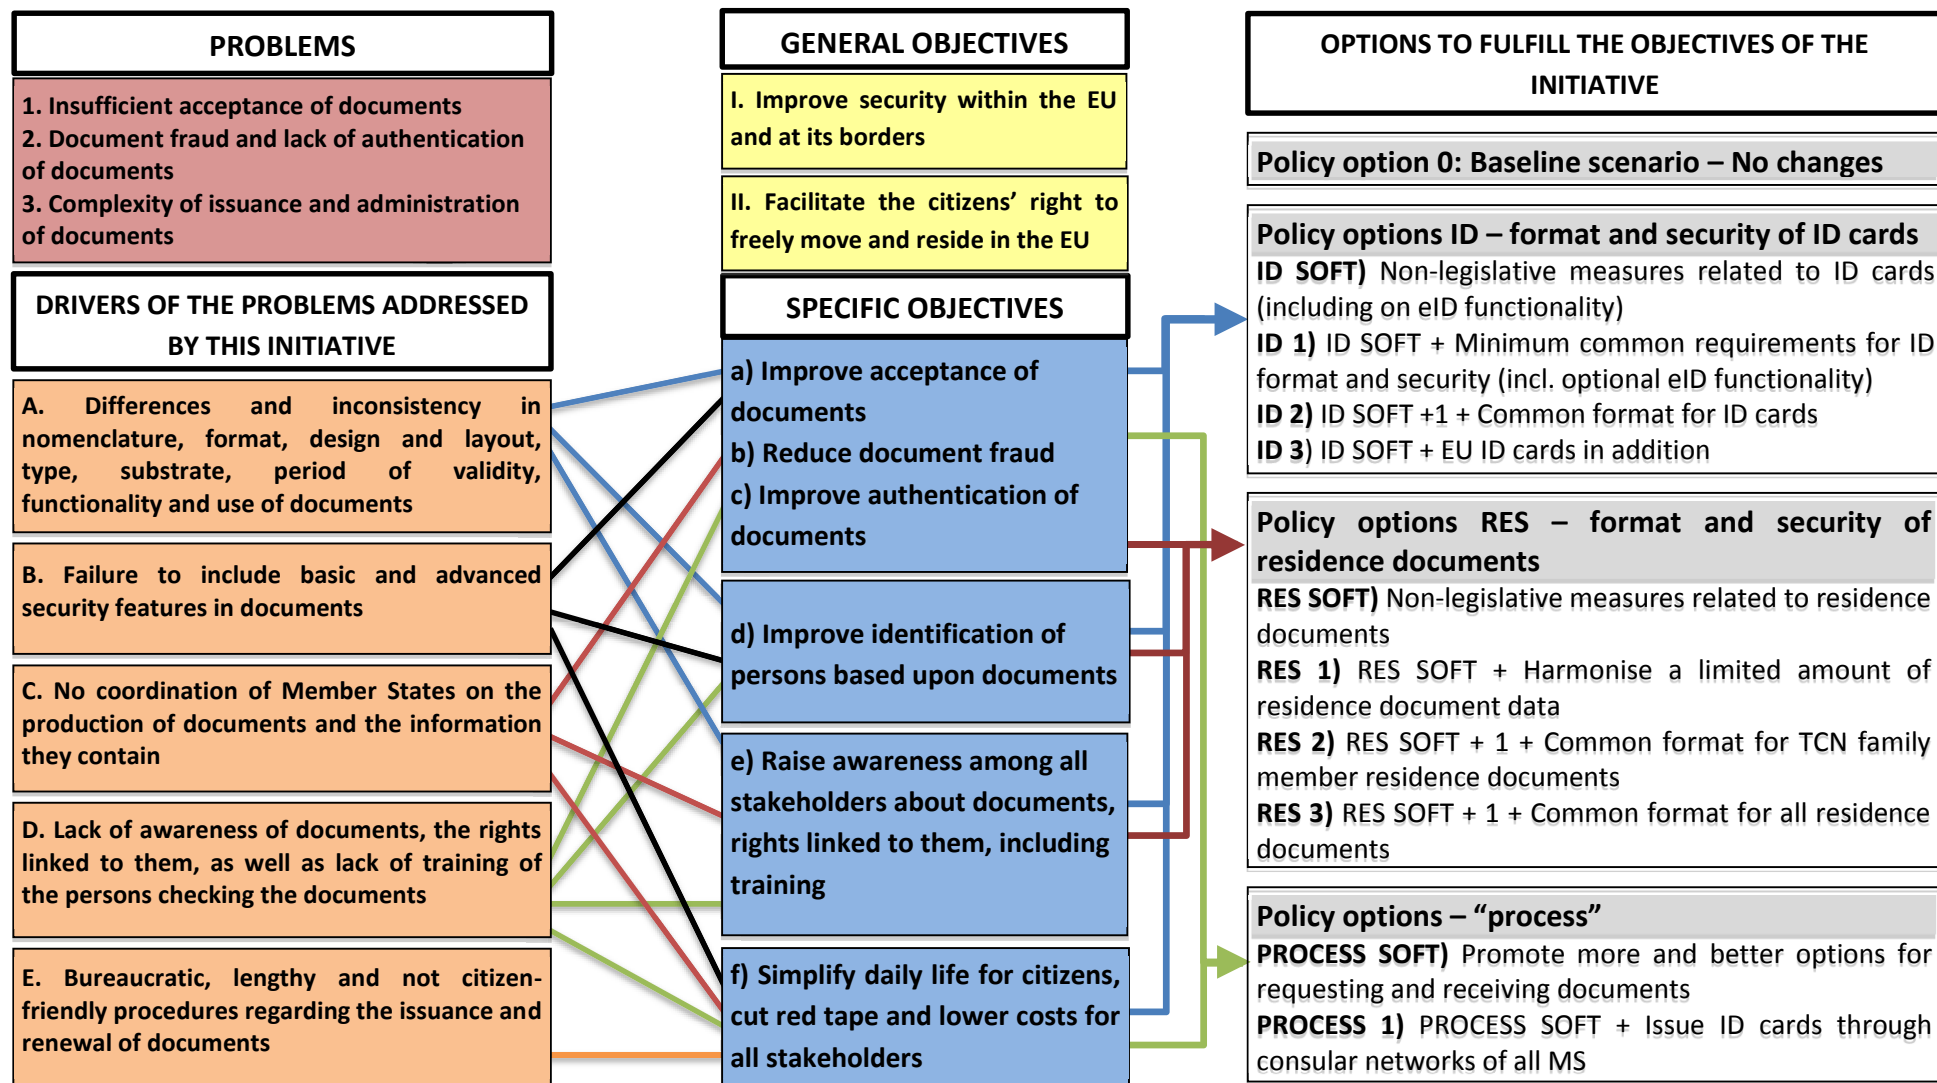 PROBLEMS
1. Insufficient acceptance of documents
2. Document fraud and lack of authentication
of documents
3. Complexity of issuance and administration
of documents
DRIVERS OF THE PROBLEMS ADDRESSED
BY THIS INITIATIVE
A. Differences and inconsistency in
nomenclature, format, design and layout,
type, substrate, period of validity,
functionality and use of documents
B. Failure to include basic and advanced
security features in documents
C. No coordination of Member States on the
production of documents and the information
they contain
D. Lack of awareness of documents, the rights
linked to them, as well as lack of training of
the persons checking the documents
E. Bureaucratic, lengthy and not citizen-
friendly procedures regarding the issuance and
renewal of documents
GENERAL OBJECTIVES
I. Improve security within the EU
and at its borders
II. Facilitate the citizens’ right to
freely move and reside in the EU
SPECIFIC OBJECTIVES
a) Improve acceptance of
documents
b) Reduce document fraud
c) Improve authentication of
documents
d) Improve identification of
persons based upon documents
e) Raise awareness among all
stakeholders about documents,
rights linked to them, including
training
f) Simplify daily life for citizens,
cut red tape and lower costs for
all stakeholders
OPTIONS TO FULFILL THE OBJECTIVES OF THE
INITIATIVE
Policy option 0: Baseline scenario – No changes
Policy options ID – format and security of ID cards
ID SOFT) Non-legislative measures related to ID cards
(including on eID functionality)
ID 1) ID SOFT + Minimum common requirements for ID
format and security (incl. optional eID functionality)
ID 2) ID SOFT +1 + Common format for ID cards
ID 3) ID SOFT + EU ID cards in addition
Policy options RES – format and security of
residence documents
RES SOFT) Non-legislative measures related to residence
documents
RES 1) RES SOFT + Harmonise a limited amount of
residence document data
RES 2) RES SOFT + 1 + Common format for TCN family
member residence documents
RES 3) RES SOFT + 1 + Common format for all residence
documents
Policy options – “process”
PROCESS SOFT) Promote more and better options for
requesting and receiving documents
PROCESS 1) PROCESS SOFT + Issue ID cards through
consular networks of all MS